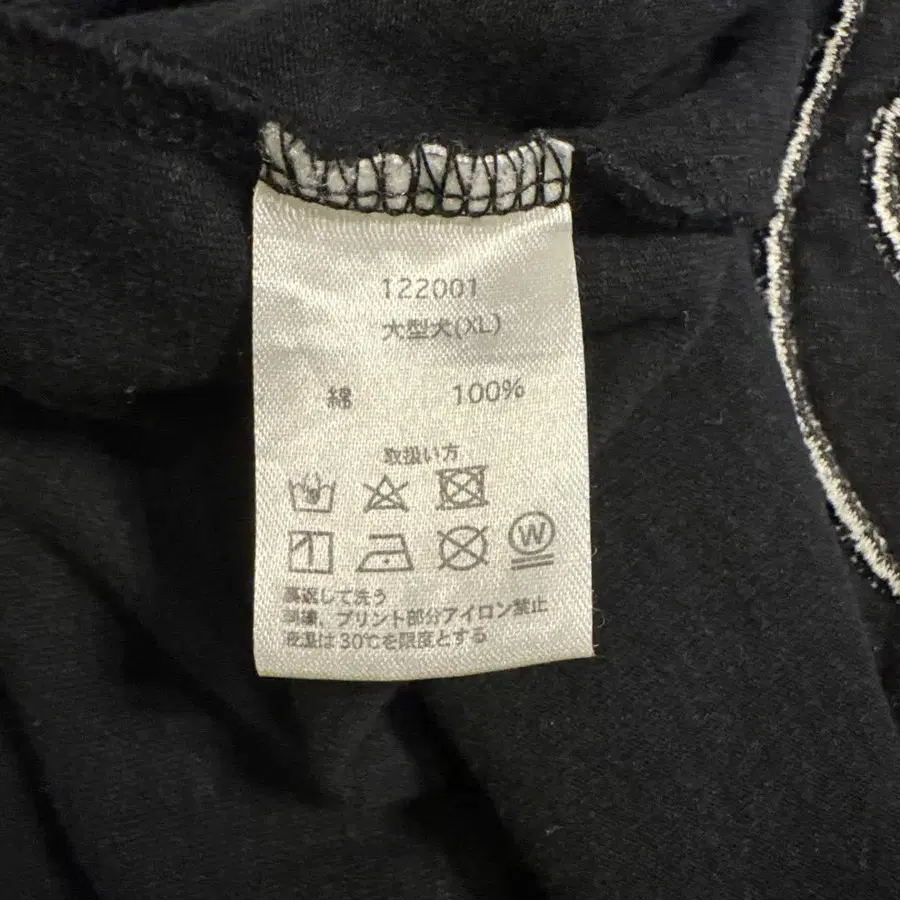 122001
大型犬(XL)
綿 100%
取扱い方
W
裏返して洗う
刺繍、プリント部分アイロン禁止
液温は30℃を限度とする